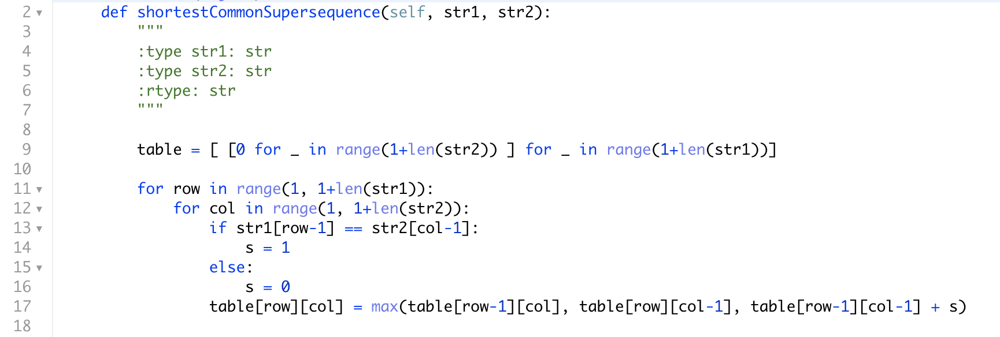 2 ▾ def shortestCommonSupersequence(self, str1, str2):
3 """
4 :type str1: str
5 :type str2: str
6 :rtype: str
7 """
8
9 table = [ [0 for _ in range(1+len(str2)) ] for _ in range(1+len(str1))]
10
11 ▾ for row in range(1, 1+len(str1)):
12 ▾ for col in range(1, 1+len(str2)):
13 ▾ if str1[row-1] == str2[col-1]:
14 s = 1
15 ▾ else:
16 s = 0
17 table[row][col] = max(table[row-1][col], table[row][col-1], table[row-1][col-1] + s)
18